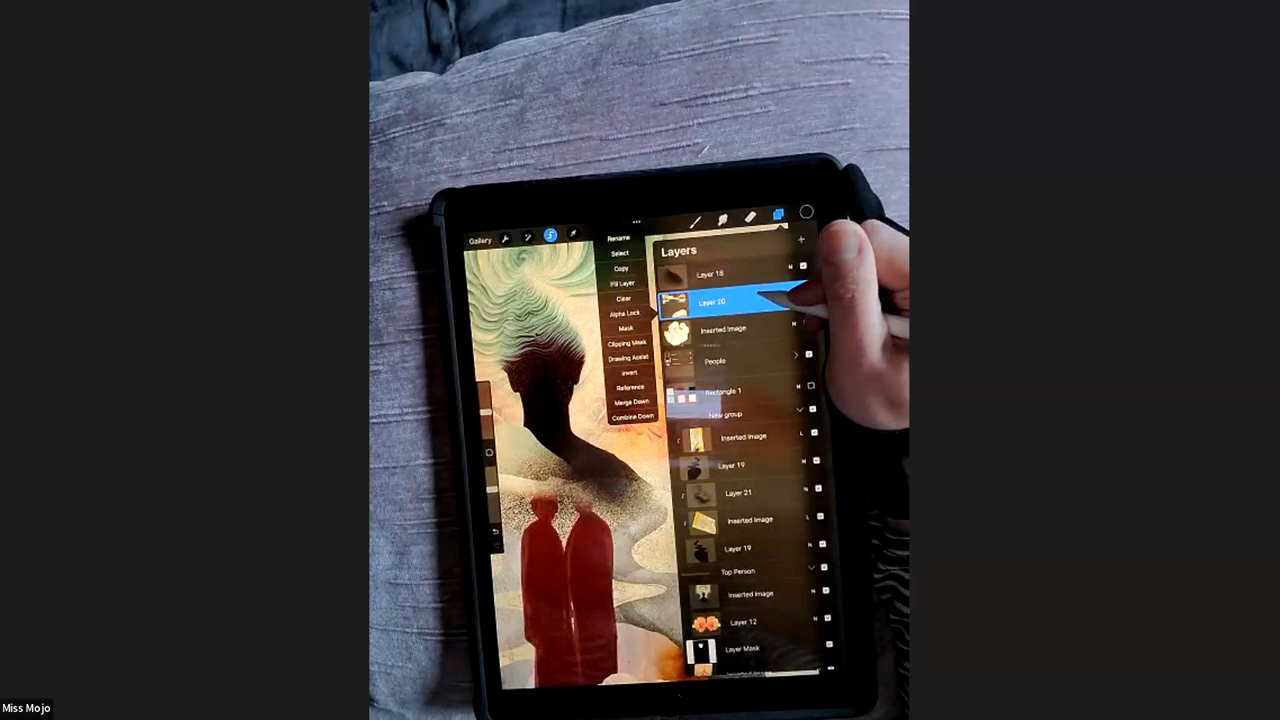 Gallery
Rename
Select
Copy
Fill Layer
Clear
Alpha Lock
Mask
Clipping Mask
Drawing Assist
Invert
Reference
Merge Down
Combine Down
Layers
Layer 18 N
Layer 20
Inserted Image N
People
Rectangle 1 N
New group
Inserted Image L
Layer 19 N
Layer 21 N
Inserted Image L
Layer 19 N
Top Person
Inserted Image N
Layer 12 N
Layer Mask
Miss Mojo